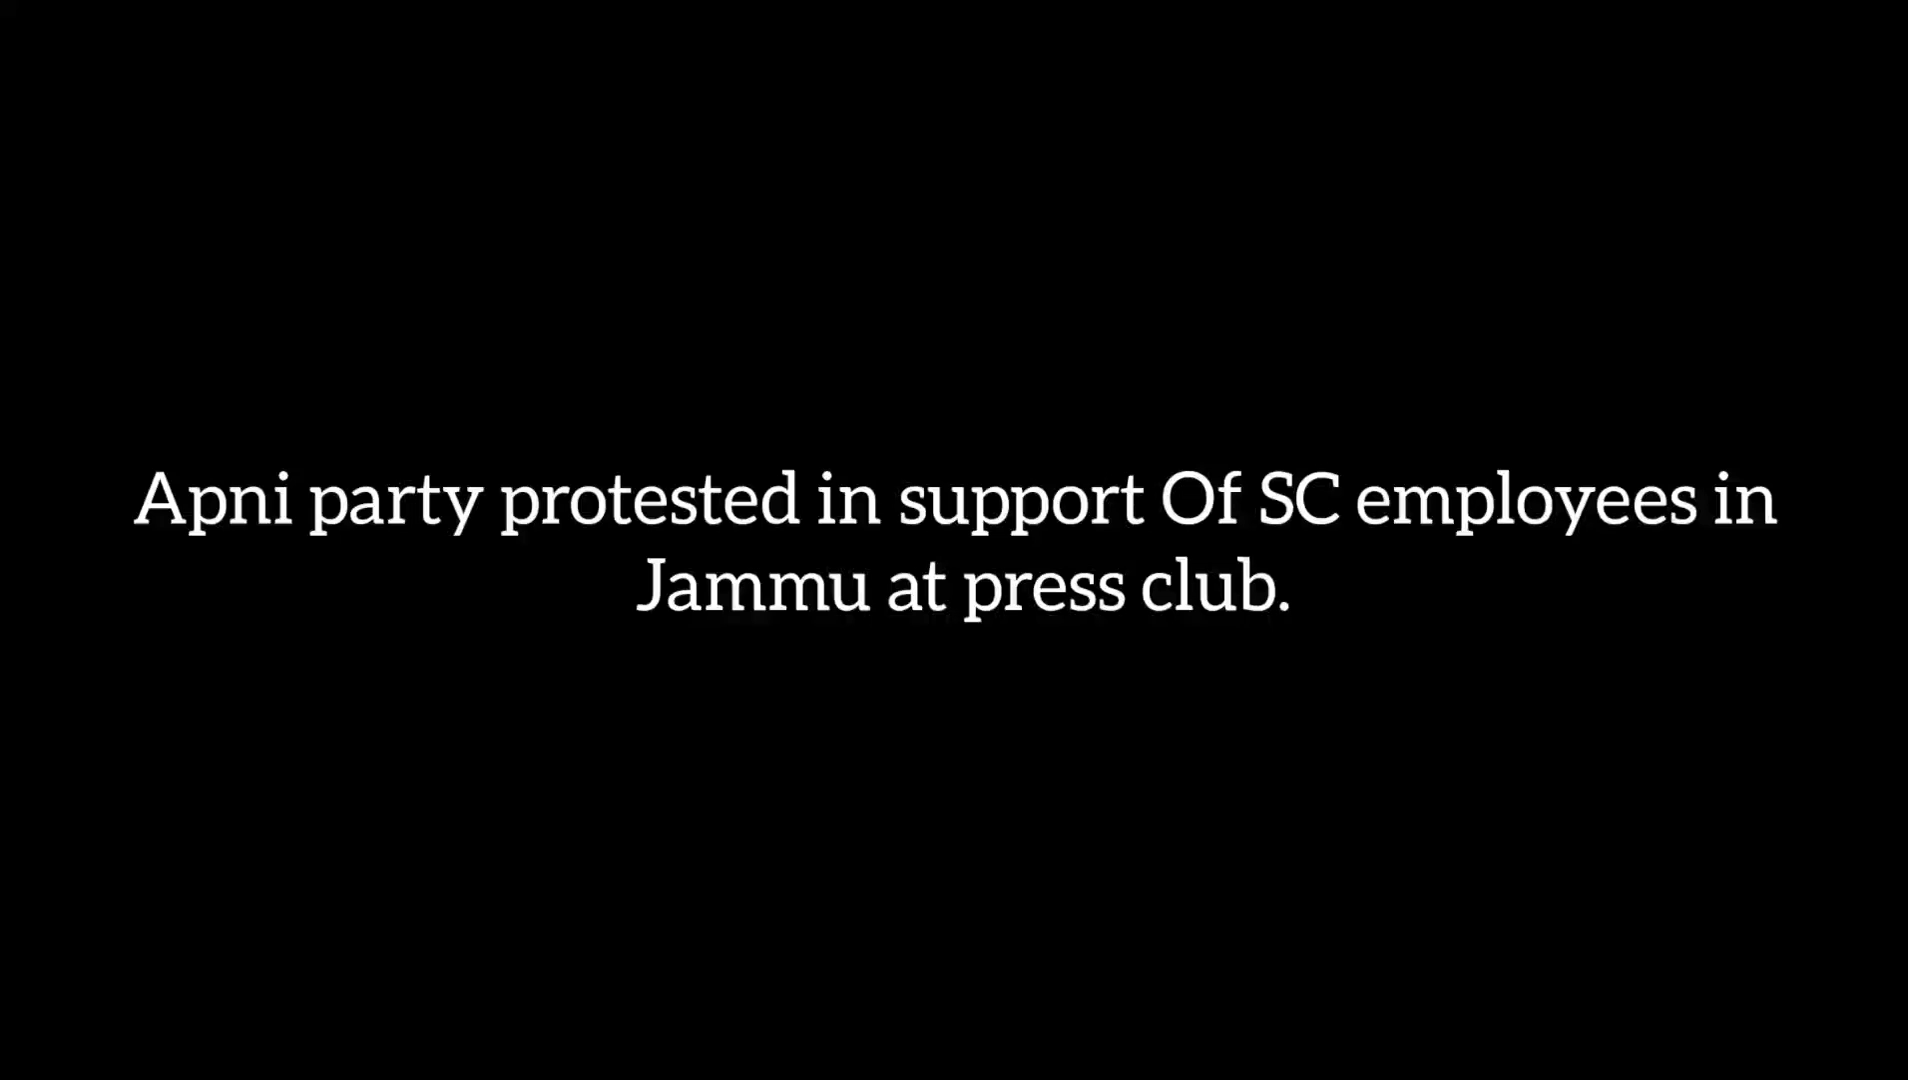 Apni party protested in support Of SC employees in
Jammu at press club.